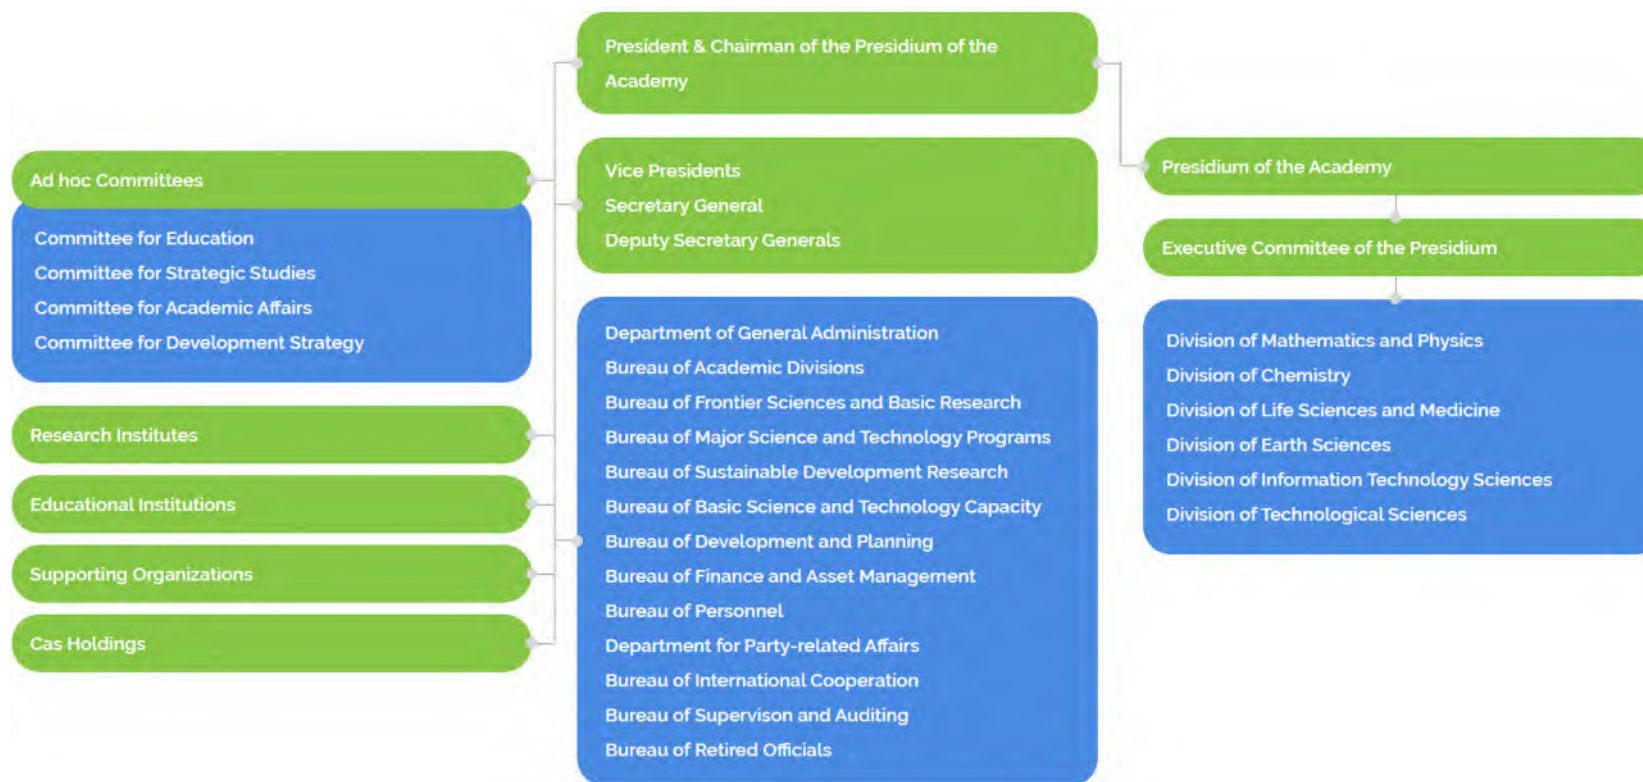 President & Chairman of the Presidium of the
Academy
Vice Presidents
Secretary General
Deputy Secretary Generals
Ad hoc Committees
Committee for Education
Committee for Strategic Studies
Committee for Academic Affairs
Committee for Development Strategy
Research Institutes
Educational Institutions
Supporting Organizations
Cas Holdings
Department of General Administration
Bureau of Academic Divisions
Bureau of Frontier Sciences and Basic Research
Bureau of Major Science and Technology Programs
Bureau of Sustainable Development Research
Bureau of Basic Science and Technology Capacity
Bureau of Development and Planning
Bureau of Finance and Asset Management
Bureau of Personnel
Department for Party-related Affairs
Bureau of International Cooperation
Bureau of Supervison and Auditing
Bureau of Retired Officials
Presidium of the Academy
Executive Committee of the Presidium
Division of Mathematics and Physics
Division of Chemistry
Division of Life Sciences and Medicine
Division of Earth Sciences
Division of Information Technology Sciences
Division of Technological Sciences